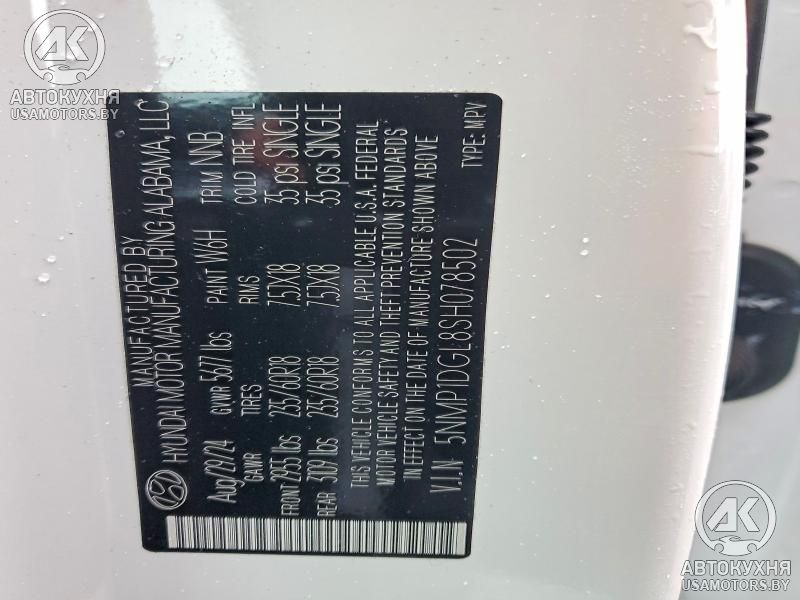 AK
АВТОКУХНЯ
USAMOTORS.BY
MANUFACTURED BY
HYUNDAI MOTOR MANUFACTURING ALABAMA, LLC
Aug/29/24 GVWR 5677 lbs PAINT W6H TRIM NNB
GAWR TIRES RIMS COLD TIRE INFL
FRONT 2955 lbs 235/60R18 7.5JX18 35 psi SINGLE
REAR 3109 lbs 235/60R18 7.5JX18 35 psi SINGLE
THIS VEHICLE CONFORMS TO ALL APPLICABLE U.S.A. FEDERAL
MOTOR VEHICLE SAFETY AND THEFT PREVENTION STANDARDS
IN EFFECT ON THE DATE OF MANUFACTURE SHOWN ABOVE
V.I.N 5NMP1DGL8SH078502 TYPE: MPV
AK
АВТОКУХНЯ
USAMOTORS.BY